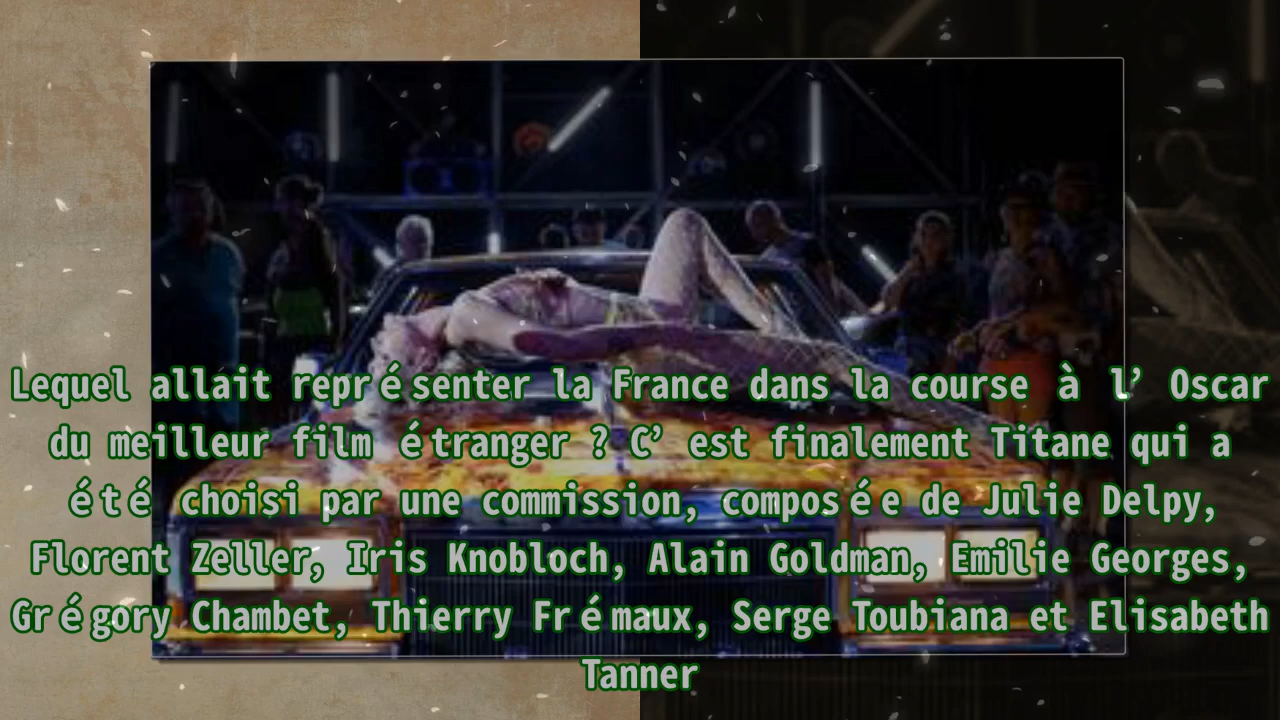 Lequel allait représenter la France dans la course à l’ Oscar
du meilleur film étranger ? C’ est finalement Titane qui a
été choisi par une commission, composée de Julie Delpy,
Florent Zeller, Iris Knobloch, Alain Goldman, Emilie Georges,
Grégory Chambet, Thierry Frémaux, Serge Toubiana et Elisabeth
Tanner